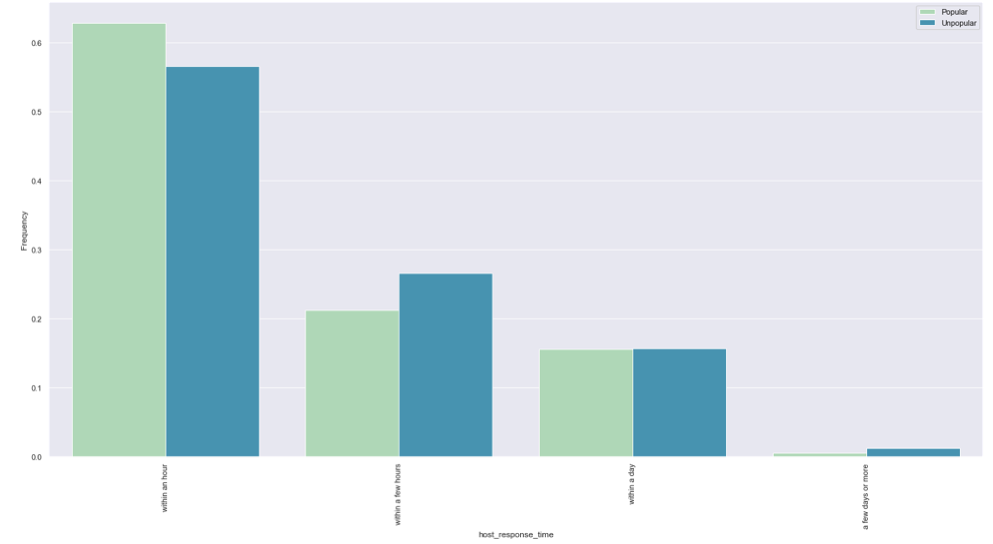 Popular
Unpopular
0.6
0.5
0.4
0.3
0.2
0.1
0.0
Frequency
within an hour
within a few hours
within a day
a few days or more
host_response_time